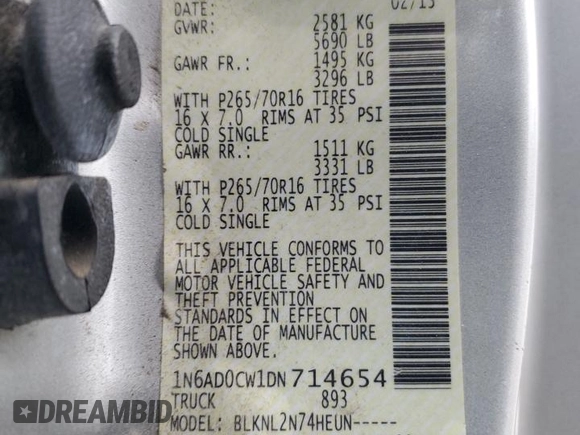 DATE: 02/13
GVWR: 2581 KG
5690 LB
GAWR FR.: 1495 KG
3296 LB
WITH P265/70R16 TIRES
16 X 7.0 RIMS AT 35 PSI
COLD SINGLE
GAWR RR.: 1511 KG
3331 LB
WITH P265/70R16 TIRES
16 X 7.0 RIMS AT 35 PSI
COLD SINGLE
THIS VEHICLE CONFORMS TO
ALL APPLICABLE FEDERAL
MOTOR VEHICLE SAFETY AND
THEFT PREVENTION
STANDARDS IN EFFECT ON
THE DATE OF MANUFACTURE
SHOWN ABOVE.
1N6AD0CW1DN714654
TRUCK 893
MODEL: BLKNL2N74HEUN-----
DIDI.CARS